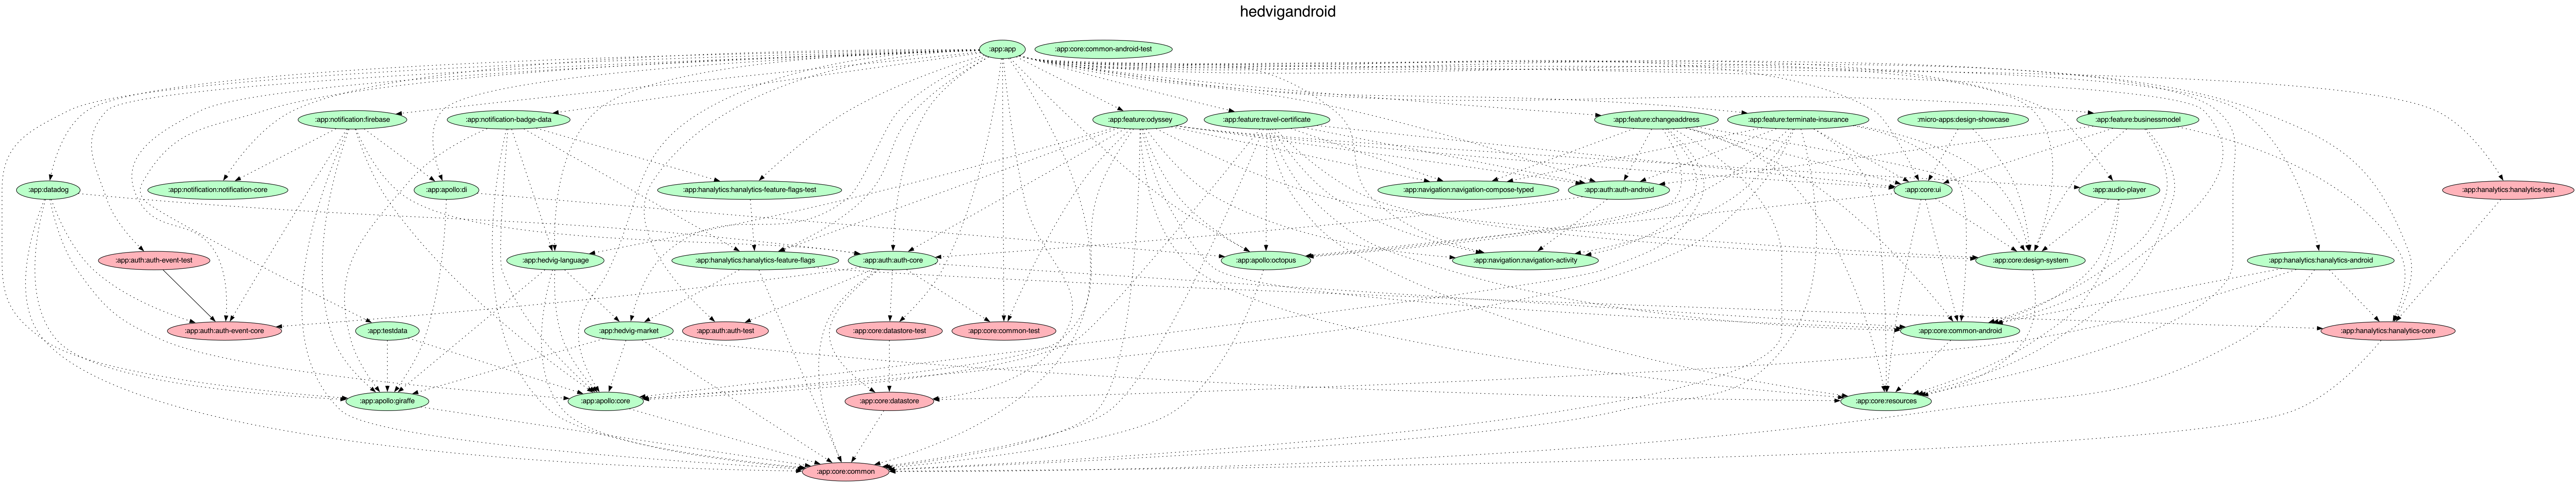 hedvigandroid
:app:app
:app:core:common-android-test
:app:notification:firebase
:app:notification-badge-data
:app:feature:odyssey
:app:feature:travel-certificate
:app:feature:changeaddress
:app:feature:terminate-insurance
:micro-apps:design-showcase
:app:feature:businessmodel
:app:datadog
:app:notification:notification-core
:app:apollo:di
:app:hanalytics:hanalytics-feature-flags-test
:app:navigation:navigation-compose-typed
:app:auth:auth-android
:app:core:ui
:app:audio-player
:app:hanalytics:hanalytics-test
:app:auth:auth-event-test
:app:hedvig-language
:app:hanalytics:hanalytics-feature-flags
:app:auth:auth-core
:app:apollo:octopus
:app:navigation:navigation-activity
:app:core:design-system
:app:hanalytics:hanalytics-android
:app:auth:auth-event-core
:app:testdata
:app:hedvig-market
:app:auth:auth-test
:app:core:datastore-test
:app:core:common-test
:app:core:common-android
:app:hanalytics:hanalytics-core
:app:apollo:giraffe
:app:apollo:core
:app:core:datastore
:app:core:resources
:app:core:common